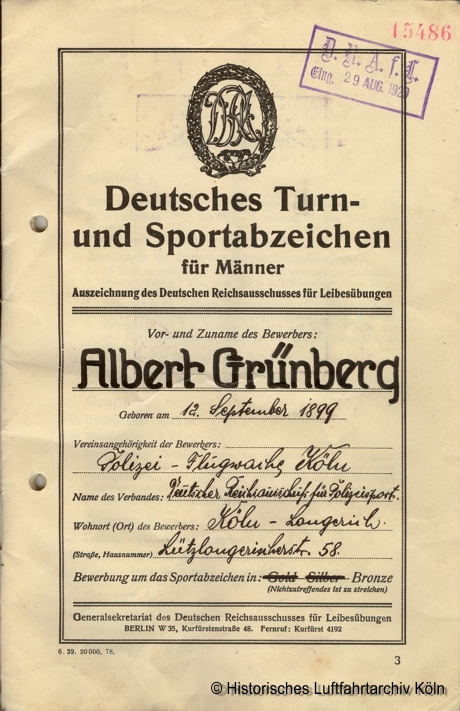 15486
D. R. A. f. L.
Eing. 29 AUG. 1929
DRA
Deutsches Turn-
und Sportabzeichen
für Männer
Auszeichnung des Deutschen Reichsausschusses für Leibesübungen
Vor- und Zuname des Bewerbers:
Albert Grünberg
Geboren am 12. September 1899
Vereinsangehörigkeit der Bewerbers:
Polizei - Flugwache, Köln
Name des Verbandes: Deutscher Reichsausschuß für Polizeisport.
Wohnort (Ort) des Bewerbers: Köln - Longerich.
(Straße, Hausnummer) Lützlongericherstr. 58.
Bewerbung um das Sportabzeichen in: Gold Silber Bronze
(Nichtzutreffendes ist zu streichen)
Generalsekretariat des Deutschen Reichsausschusses für Leibesübungen
BERLIN W 35, Kurfürstenstraße 48. Fernruf: Kurfürst 4192
6. 29. 20 000, 78.
3
© Historisches Luftfahrtarchiv Köln